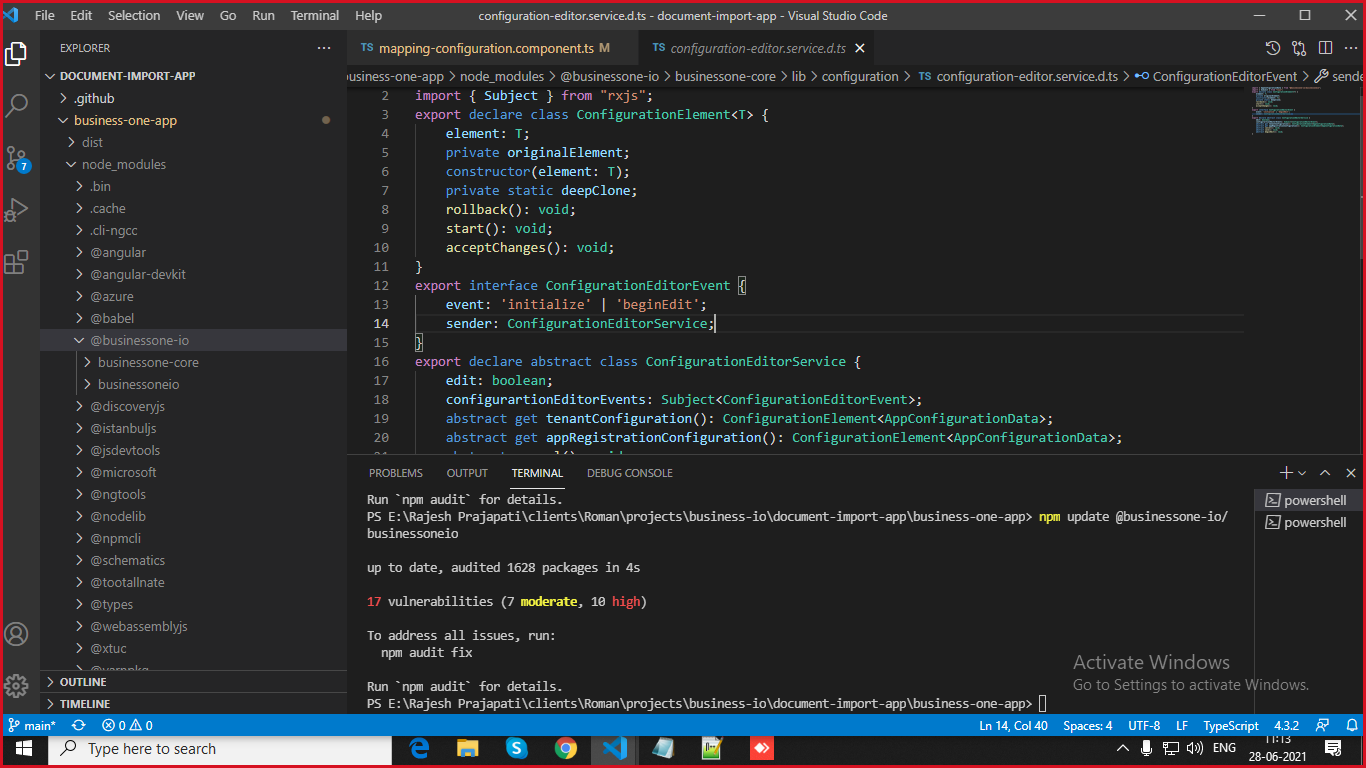 File Edit Selection View Go Run Terminal Help
configuration-editor.service.d.ts - document-import-app - Visual Studio Code
EXPLORER
DOCUMENT-IMPORT-APP
.github
business-one-app
dist
node_modules
.bin
.cache
.cli-ngcc
@angular
@angular-devkit
@azure
@babel
@businessone-io
businessone-core
businessoneio
@discoveryjs
@istanbuljs
@jsdevtools
@microsoft
@ngtools
@nodelib
@npmcli
@schematics
@tootallnate
@types
@webassemblyjs
@xtuc
@yarnpkg
OUTLINE
TIMELINE
7
TS mapping-configuration.component.ts M
TS configuration-editor.service.d.ts
business-one-app > node_modules > @businessone-io > businessone-core > lib > configuration > TS configuration-editor.service.d.ts > ConfigurationEditorEvent > sende
2 import { Subject } from "rxjs";
3 export declare class ConfigurationElement<T> {
4 element: T;
5 private originalElement;
6 constructor(element: T);
7 private static deepClone;
8 rollback(): void;
9 start(): void;
10 acceptChanges(): void;
11 }
12 export interface ConfigurationEditorEvent {
13 event: 'initialize' | 'beginEdit';
14 sender: ConfigurationEditorService;
15 }
16 export declare abstract class ConfigurationEditorService {
17 edit: boolean;
18 configurartionEditorEvents: Subject<ConfigurationEditorEvent>;
19 abstract get tenantConfiguration(): ConfigurationElement<AppConfigurationData>;
20 abstract get appRegistrationConfiguration(): ConfigurationElement<AppConfigurationData>;
PROBLEMS OUTPUT TERMINAL DEBUG CONSOLE
Run `npm audit` for details.
PS E:\Rajesh Prajapati\clients\Roman\projects\business-io\document-import-app\business-one-app> npm update @businessone-io/
businessoneio
up to date, audited 1628 packages in 4s
17 vulnerabilities (7 moderate, 10 high)
To address all issues, run:
npm audit fix
Run `npm audit` for details.
PS E:\Rajesh Prajapati\clients\Roman\projects\business-io\document-import-app\business-one-app>
powershell
powershell
Activate Windows
Go to Settings to activate Windows.
main* 0 0
Ln 14, Col 40 Spaces: 4 UTF-8 LF TypeScript 4.3.2
Type here to search
ENG
11:13
28-06-2021